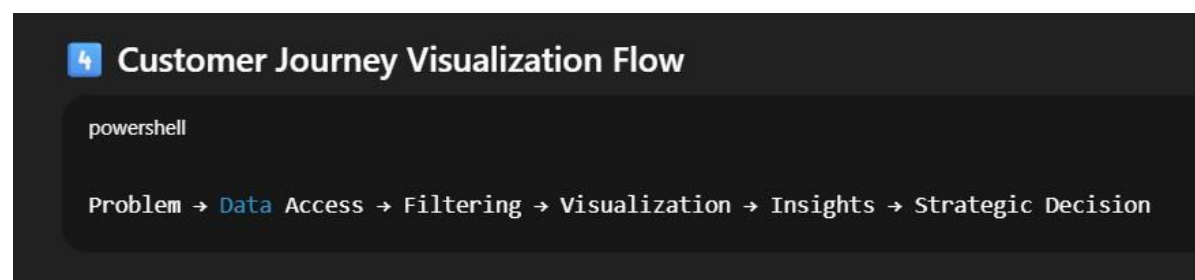 4 Customer Journey Visualization Flow
powershell
Problem → Data Access → Filtering → Visualization → Insights → Strategic Decision